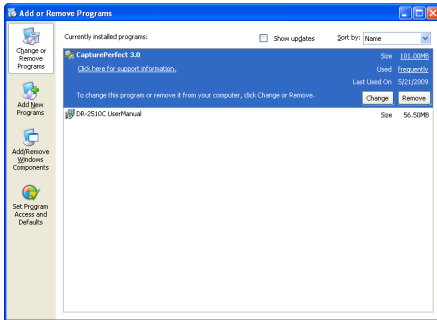 Add or Remove Programs
Change or
Remove
Programs
Add New
Programs
Add/Remove
Windows
Components
Set Program
Access and
Defaults
Currently installed programs:
Show updates
Sort by: Name
CapturePerfect 3.0
Size 101.00MB
Click here for support information.
Used frequently
Last Used On 5/21/2009
To change this program or remove it from your computer, click Change or Remove.
Change Remove
DR-2510C UserManual
Size 56.50MB